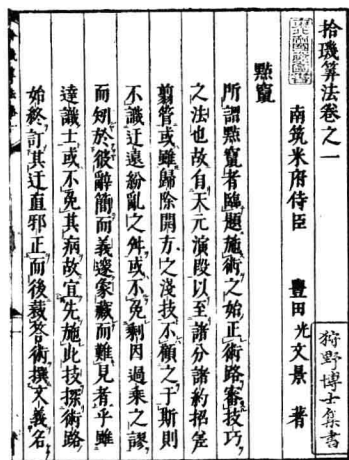 拾璣算法卷之一
南筑米府侍臣　豐田光文景　著
點竄
所謂點竄者臨題施術之始正術路審技巧
之法也故自天元演段以至諸分諸約招差
翦管或雖歸除開方之淺技不顧之于斯則
不識迂遠紛亂之舛或不免剩因過乘之謬
而矧於彼辭簡而義邃象藏而難見者乎雖
達識士或不免其病故宜先施此技探術路
始終訂其迂直邪正而後裁答術撰文義名
狩野博士集書